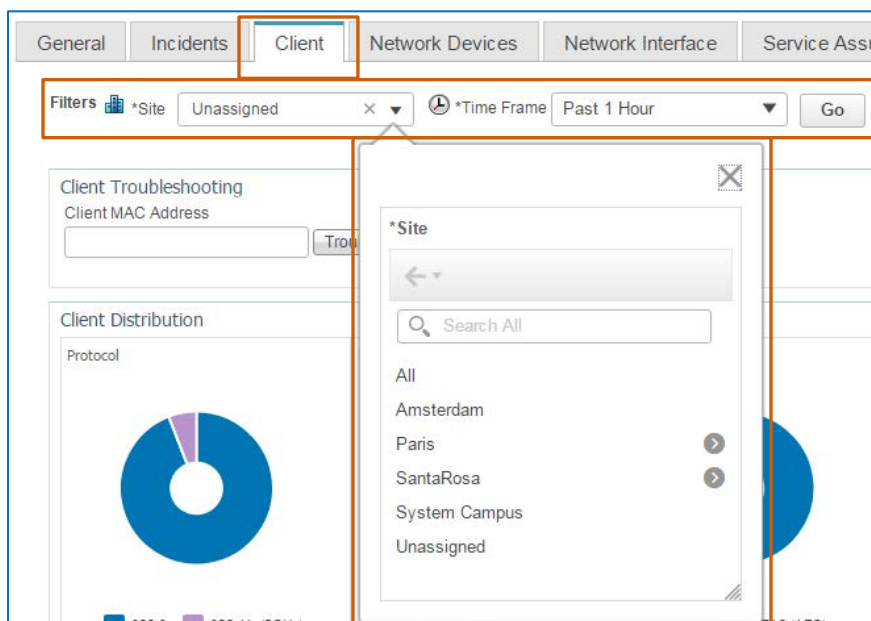 General Incidents Client Network Devices Network Interface Service
Filters *Site Unassigned *Time Frame Past 1 Hour Go
Client Troubleshooting
Client MAC Address
*Site
Search All
Client Distribution
Protocol
All
Amsterdam
Paris
SantaRosa
System Campus
Unassigned